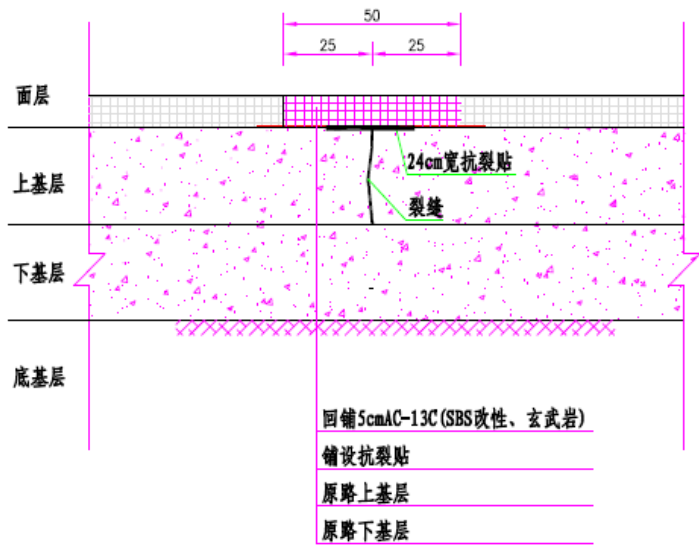 50
25 25
面层
24cm宽抗裂贴
上基层
裂缝
下基层
底基层
回铺5cmAC-13C(SBS改性、玄武岩)
铺设抗裂贴
原路上基层
原路下基层